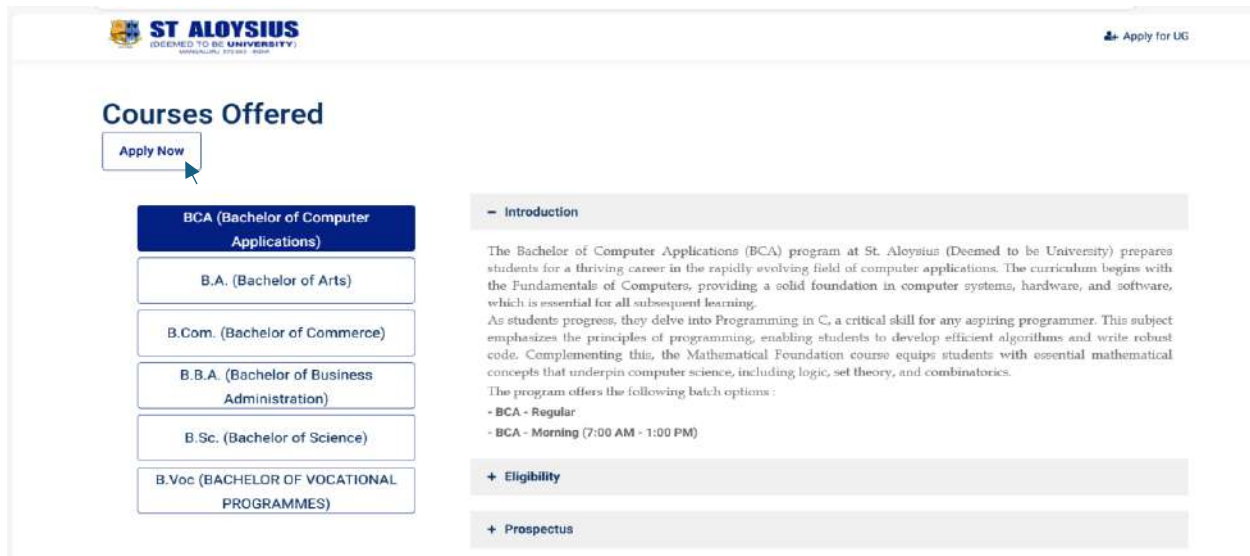 ST ALOYSIUS
(DEEMED TO BE UNIVERSITY)
Apply for UG
Courses Offered
Apply Now
BCA (Bachelor of Computer
Applications)
B.A. (Bachelor of Arts)
B.Com. (Bachelor of Commerce)
B.B.A. (Bachelor of Business
Administration)
B.Sc. (Bachelor of Science)
B.Voc (BACHELOR OF VOCATIONAL
PROGRAMMES)
– Introduction
The Bachelor of Computer Applications (BCA) program at St. Aloysius (Deemed to be University) prepares
students for a thriving career in the rapidly evolving field of computer applications. The curriculum begins with
the Fundamentals of Computers, providing a solid foundation in computer systems, hardware, and software,
which is essential for all subsequent learning.
As students progress, they delve into Programming in C, a critical skill for any aspiring programmer. This subject
emphasizes the principles of programming, enabling students to develop efficient algorithms and write robust
code. Complementing this, the Mathematical Foundation course equips students with essential mathematical
concepts that underpin computer science, including logic, set theory, and combinatorics.
The program offers the following batch options :
- BCA - Regular
- BCA - Morning (7:00 AM - 1:00 PM)
+ Eligibility
+ Prospectus